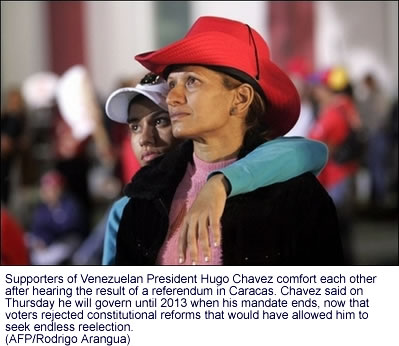 Supporters of Venezuelan President Hugo Chavez comfort each other
after hearing the result of a referendum in Caracas. Chavez said on
Thursday he will govern until 2013 when his mandate ends, now that
voters rejected constitutional reforms that would have allowed him to
seek endless reelection.
(AFP/Rodrigo Arangua)